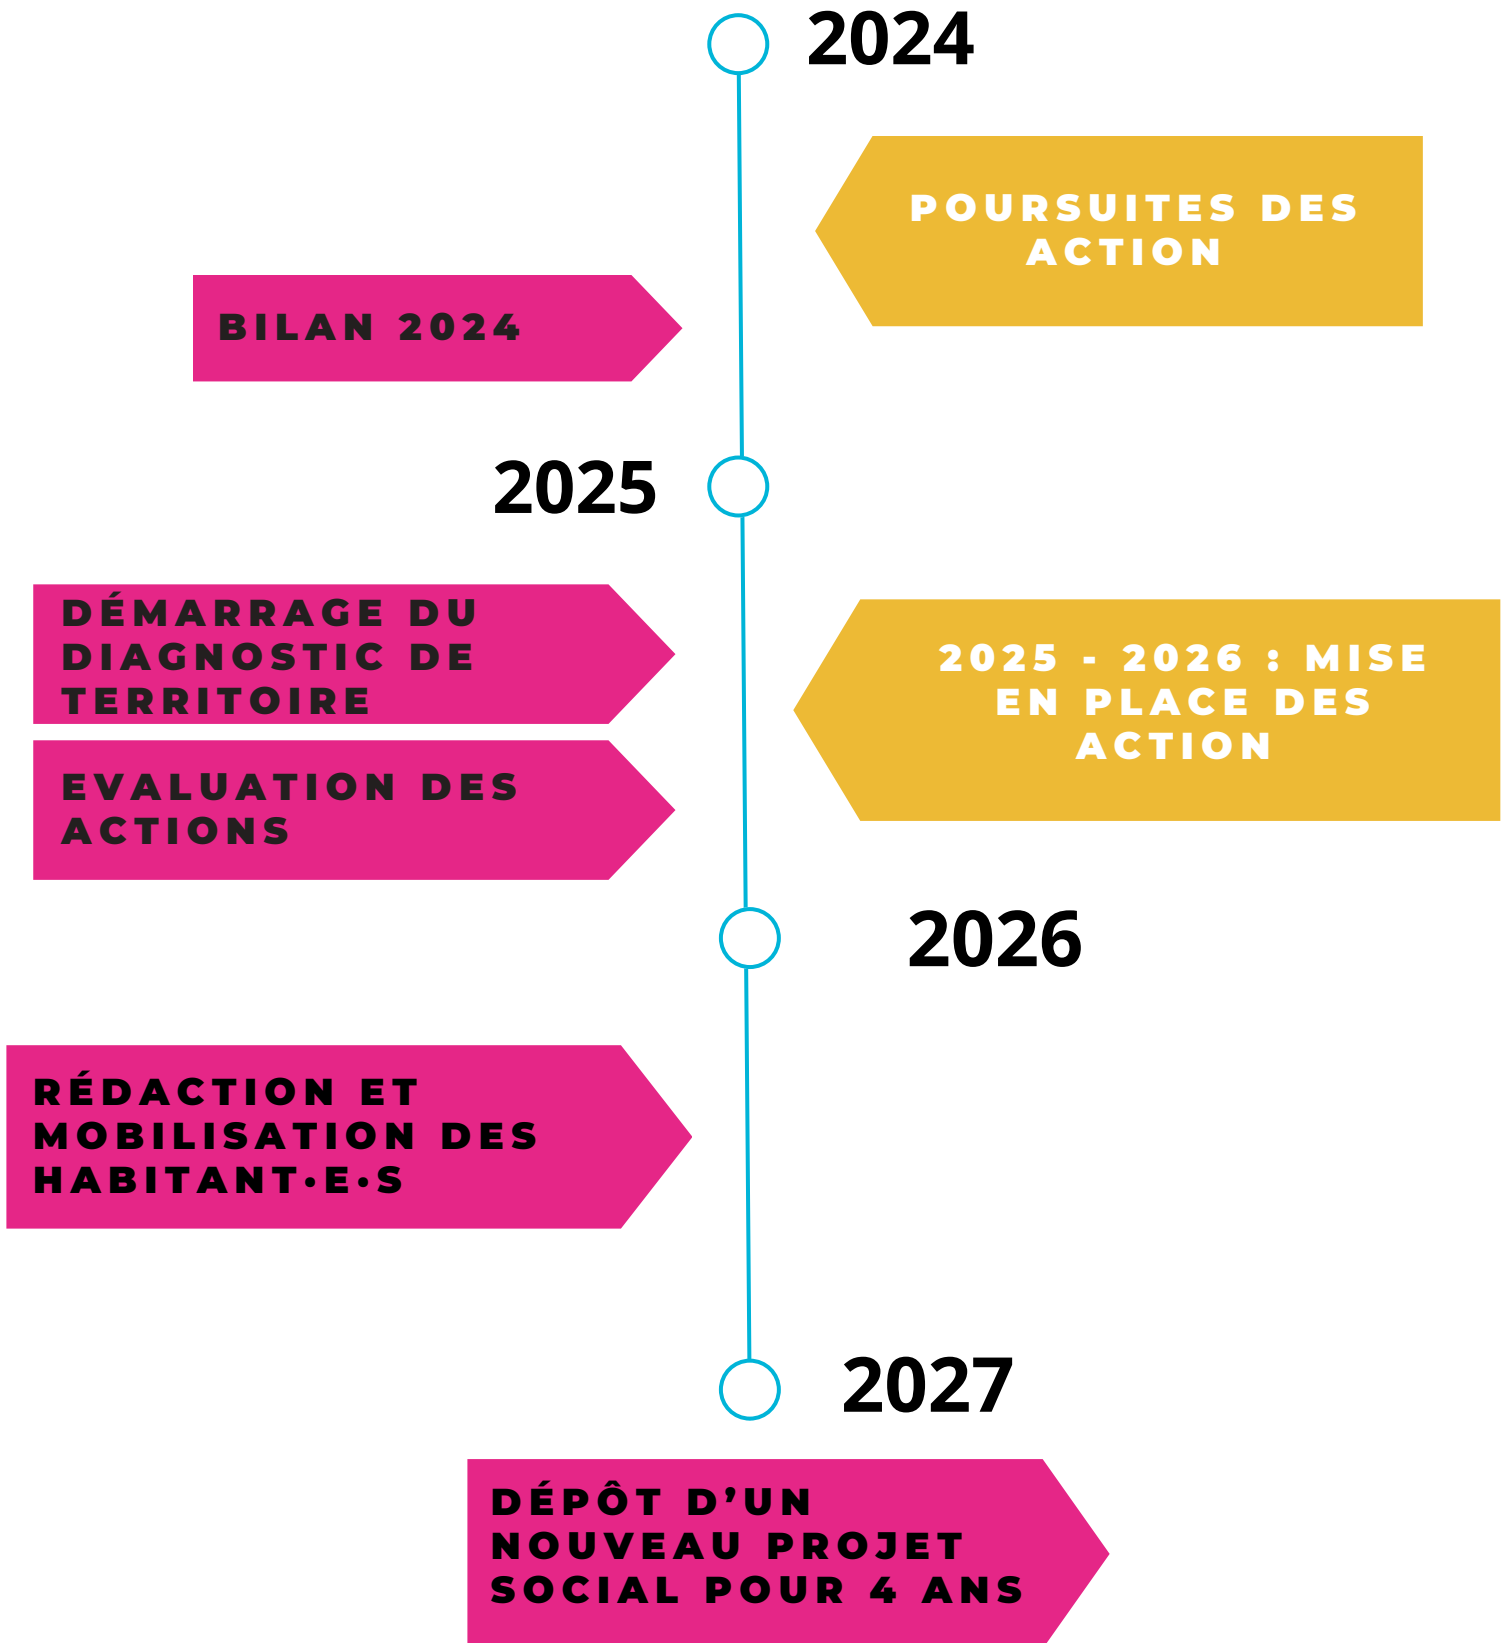 2024
POURSUITES DES
ACTION
BILAN 2024
2025
DÉMARRAGE DU
DIAGNOSTIC DE
TERRITOIRE
2025 - 2026 : MISE
EN PLACE DES
ACTION
EVALUATION DES
ACTIONS
2026
RÉDACTION ET
MOBILISATION DES
HABITANT·E·S
2027
DÉPÔT D’UN
NOUVEAU PROJET
SOCIAL POUR 4 ANS